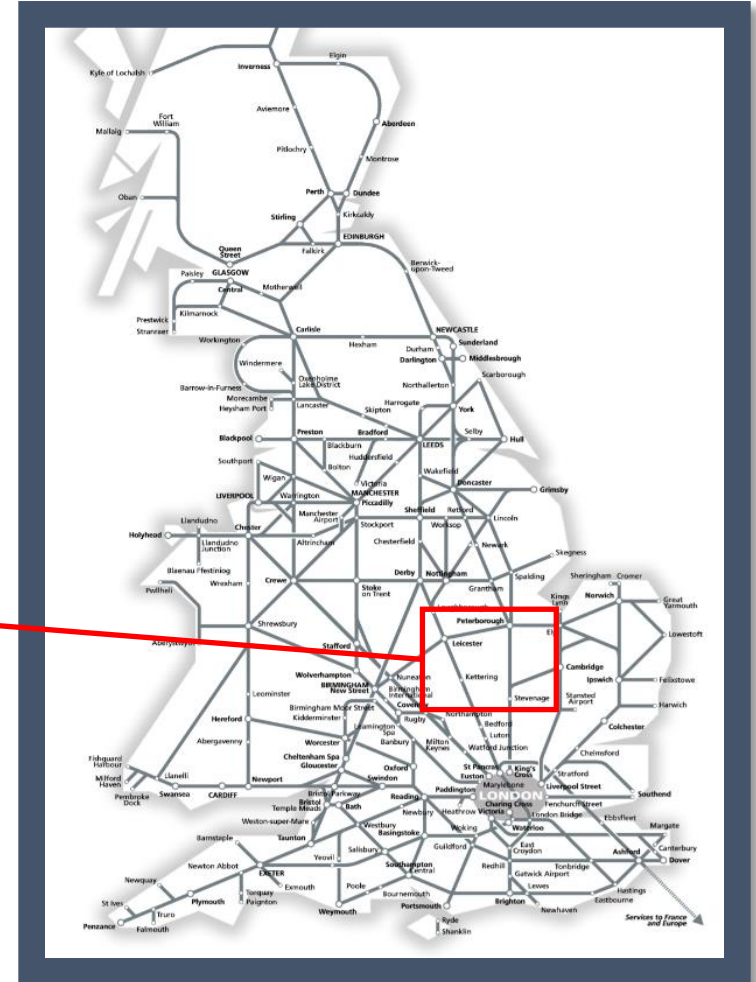 Elgin
Inverness
Kyle of Lochalsh
Aviemore
Fort
William
Aberdeen
Mallaig
Pitlochry
Montrose
Oban
Perth
Dundee
Stirling
Kirkcaldy
EDINBURGH
Queen
Street
Falkirk
Berwick-
upon-Tweed
Paisley
GLASGOW
Central
Motherwell
Prestwick
Kilmarnock
Stranraer
Carlisle
NEWCASTLE
Workington
Hexham
Durham
Sunderland
Darlington
Middlesbrough
Windermere
Scarborough
Oxenholme
Lake District
Northallerton
Barrow-in-Furness
Morecambe
Lancaster
Harrogate
York
Heysham Port
Skipton
Preston
Bradford
Selby
Blackpool
Blackburn
LEEDS
Hull
Southport
Huddersfield
Bolton
Wakefield
Wigan
Victoria
Doncaster
LIVERPOOL
Warrington
MANCHESTER
Piccadilly
Grimsby
Manchester
Airport
Sheffield
Retford
Llandudno
Stockport
Worksop
Lincoln
Holyhead
Chester
Llandudno
Junction
Altrincham
Chesterfield
Newark
Skegness
Blaenau Ffestiniog
Derby
Nottingham
Spalding
Sheringham
Cromer
Pwllheli
Wrexham
Crewe
Stoke
on Trent
Grantham
Norwich
Great
Yarmouth
Shrewsbury
Peterborough
Lowestoft
Stafford
Leicester
Wolverhampton
Nuneaton
Kettering
Cambridge
BIRMINGHAM
New Street
Birmingham
International
Ipswich
Felixstowe
Leominster
Stevenage
Stansted
Airport
Birmingham Moor Street
Coventry
Harwich
Hereford
Kidderminster
Rugby
Northampton
Bedford
Leamington
Spa
Colchester
Abergavenny
Worcester
Banbury
Milton
Keynes
Luton
Watford Junction
Chelmsford
Fishguard
Harbour
Cheltenham Spa
Gloucester
Oxford
St Pancras
King's
Cross
Euston
Stratford
Milford
Haven
Llanelli
Newport
Swindon
Marylebone
Liverpool Street
Pembroke
Dock
Swansea
CARDIFF
Bristol Parkway
Paddington
LONDON
Southend
Bristol
Temple Meads
Bath
Reading
Charing Cross
Fenchurch Street
Newbury
Heathrow
Victoria
London Bridge
Ebbsfleet
Weston-super-Mare
Westbury
Waterloo
Margate
Barnstaple
Taunton
Basingstoke
Woking
East
Croydon
Canterbury
Salisbury
Guildford
Ashford
Yeovil
Redhill
Tonbridge
Dover
Newton Abbot
EXETER
Southampton
Central
Gatwick Airport
Newquay
Exmouth
Poole
Lewes
Hastings
Torquay
Paignton
Bournemouth
Eastbourne
St Ives
Plymouth
Brighton
Newhaven
Truro
Weymouth
Portsmouth
Services to France
and Europe
Penzance
Falmouth
Ryde
Shanklin